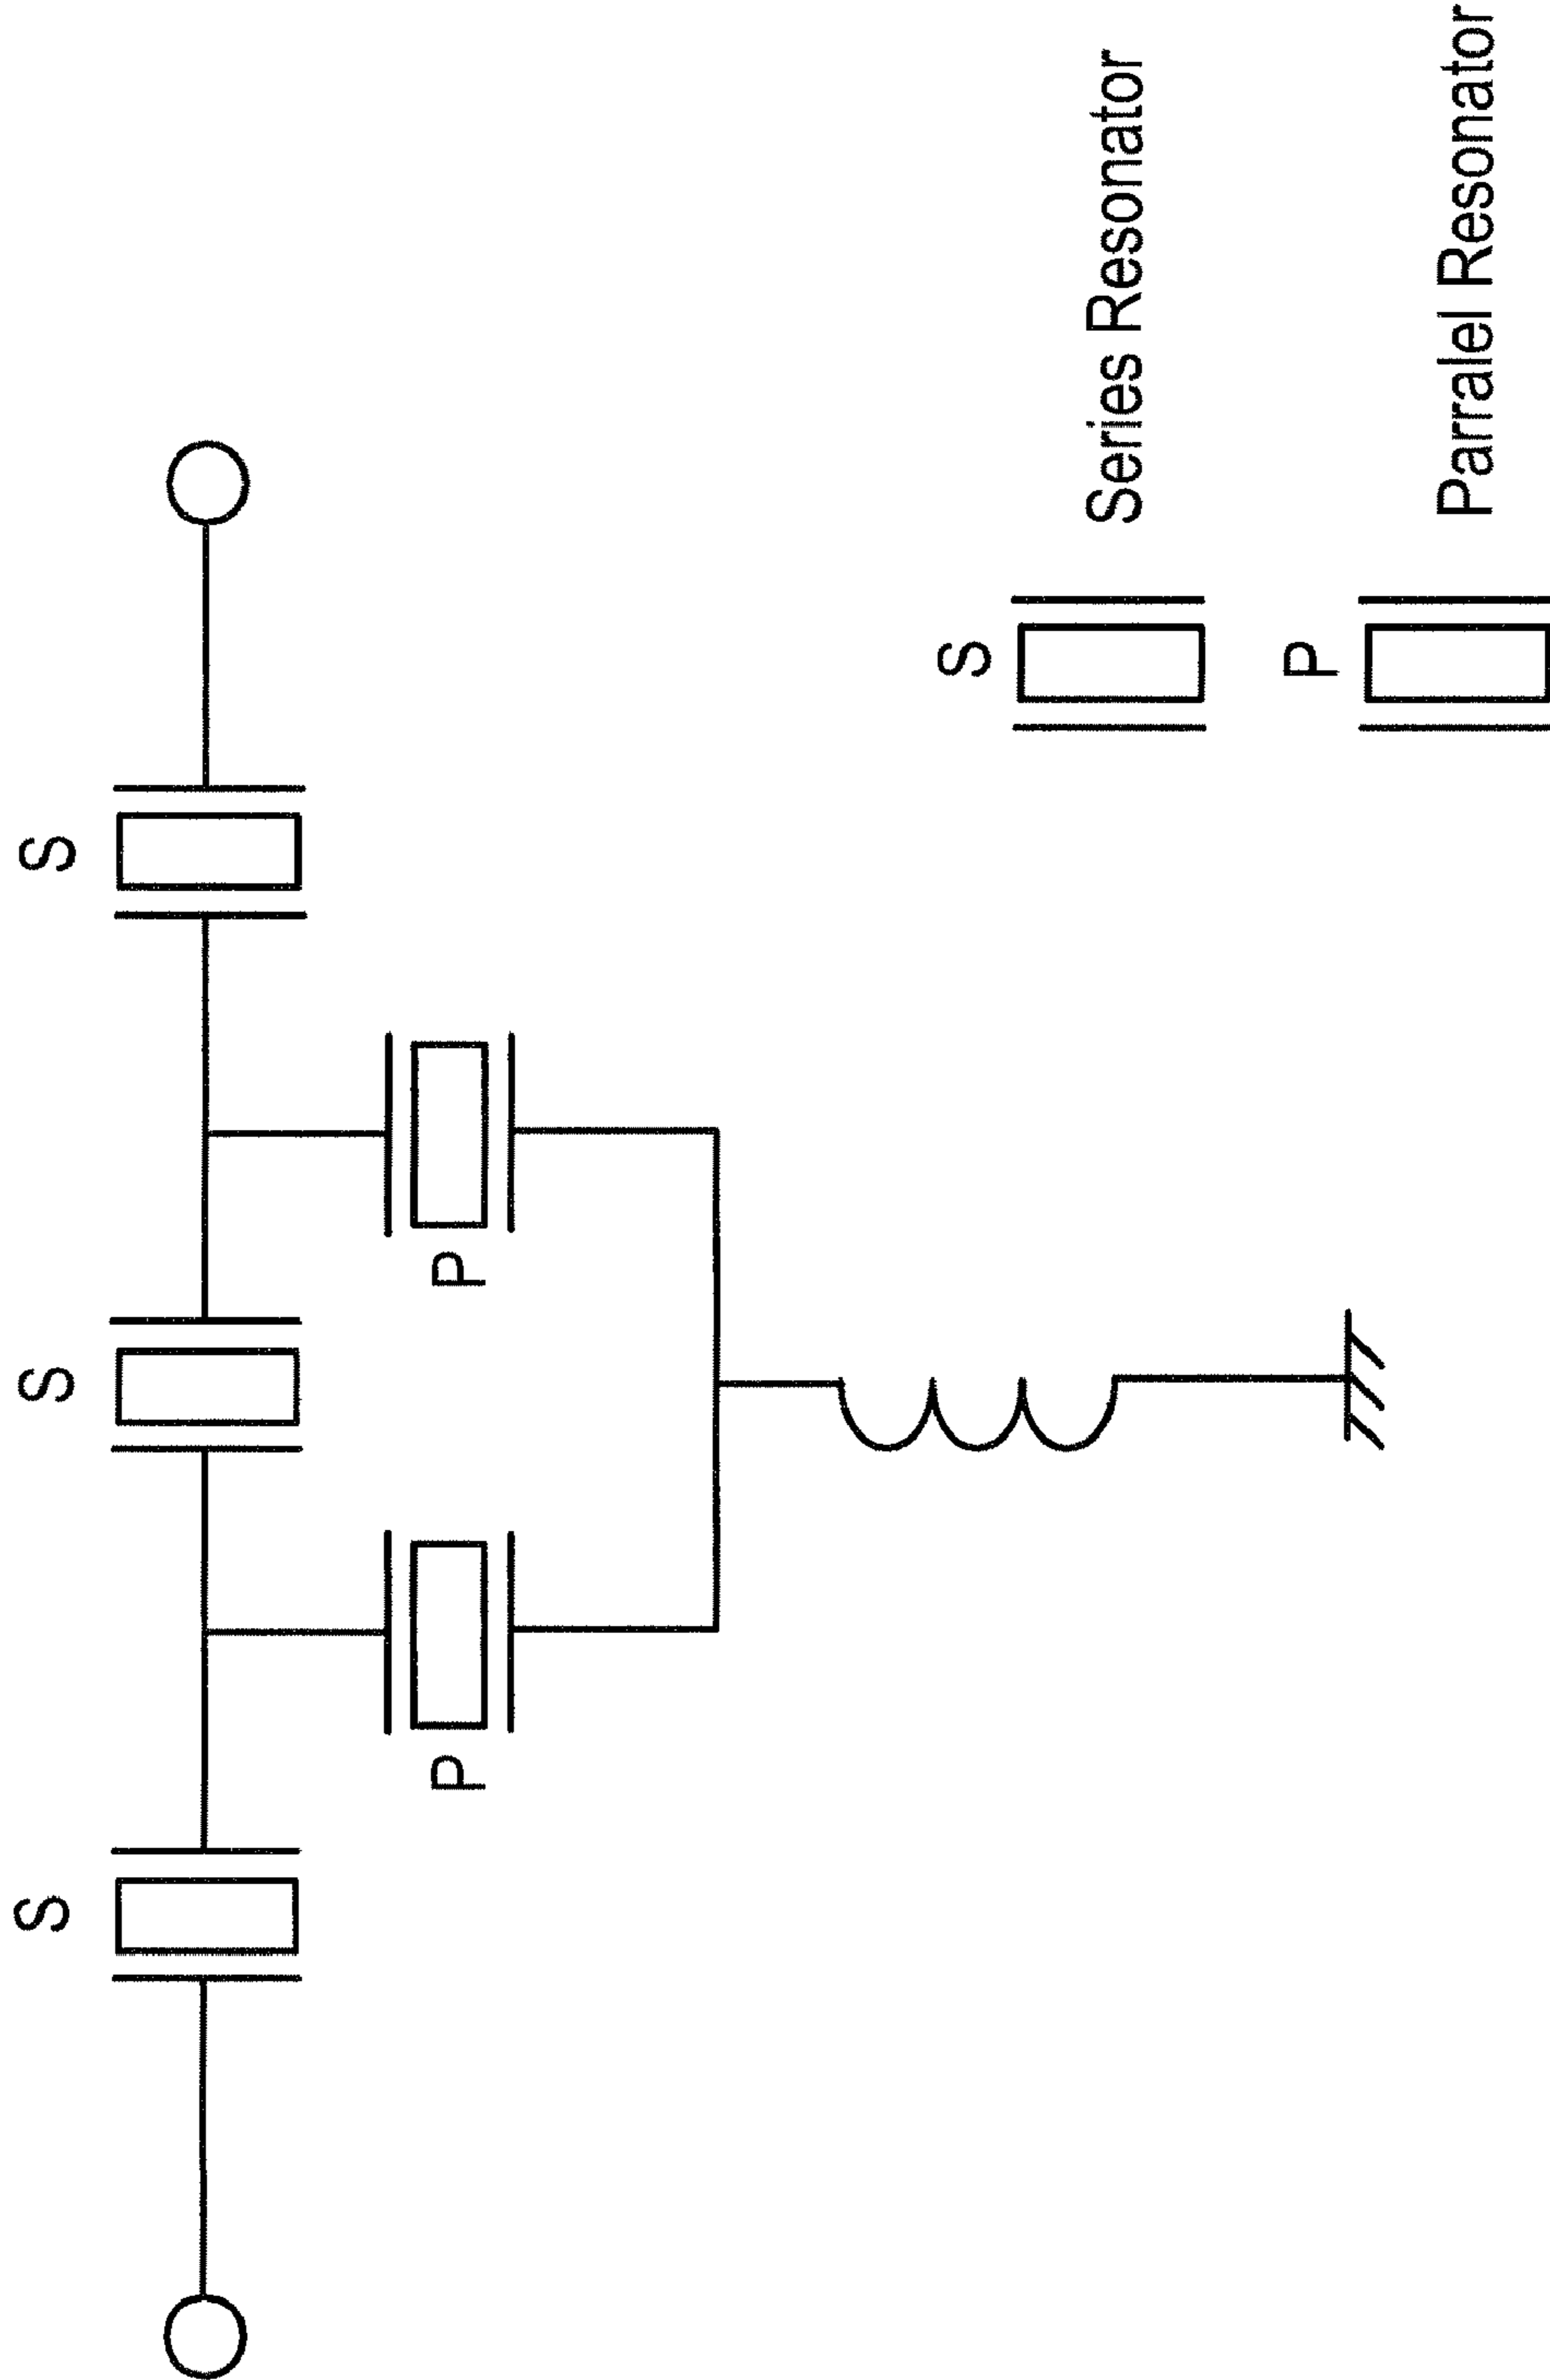 S S S
P P
S
Series Resonator
P
Parralel Resonator